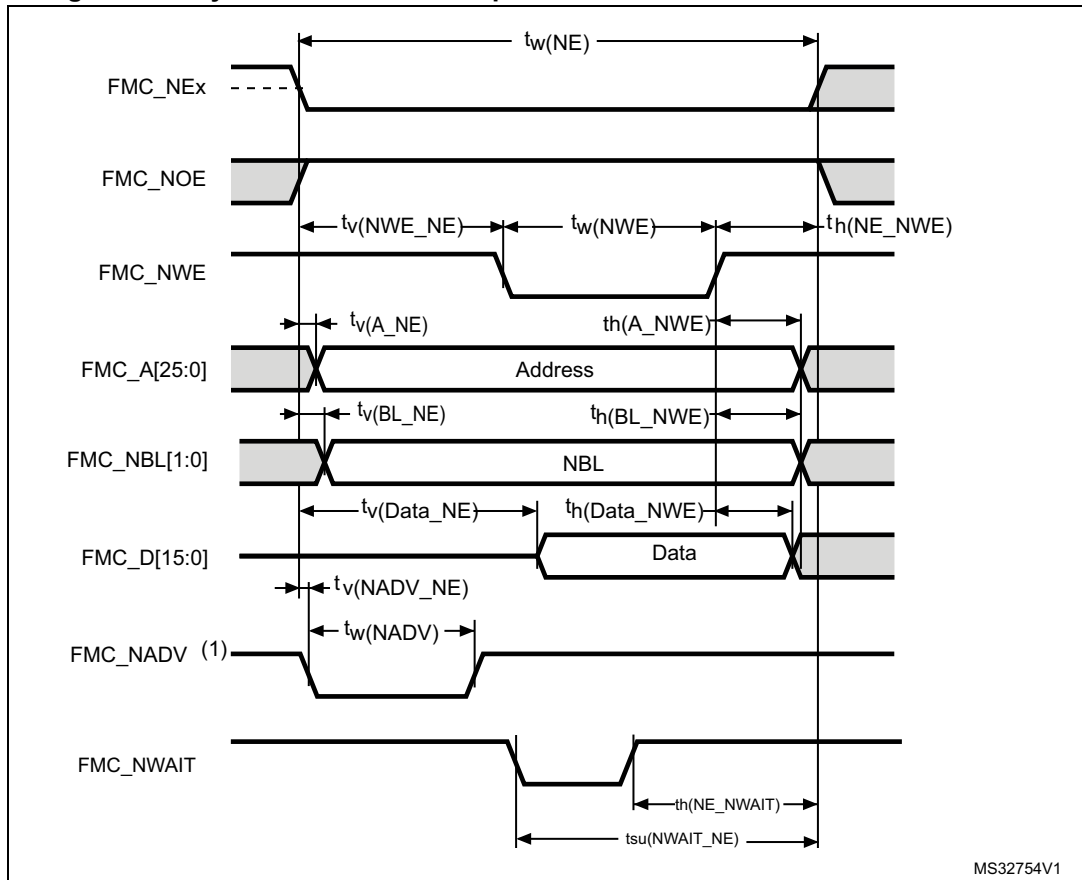 tw(NE)
FMC_NEx
FMC_NOE
tv(NWE_NE)
tw(NWE)
th(NE_NWE)
FMC_NWE
tv(A_NE)
th(A_NWE)
FMC_A[25:0]
Address
tv(BL_NE)
th(BL_NWE)
FMC_NBL[1:0]
NBL
tv(Data_NE)
th(Data_NWE)
FMC_D[15:0]
Data
tv(NADV_NE)
tw(NADV)
FMC_NADV (1)
FMC_NWAIT
th(NE_NWAIT)
tsu(NWAIT_NE)
MS32754V1